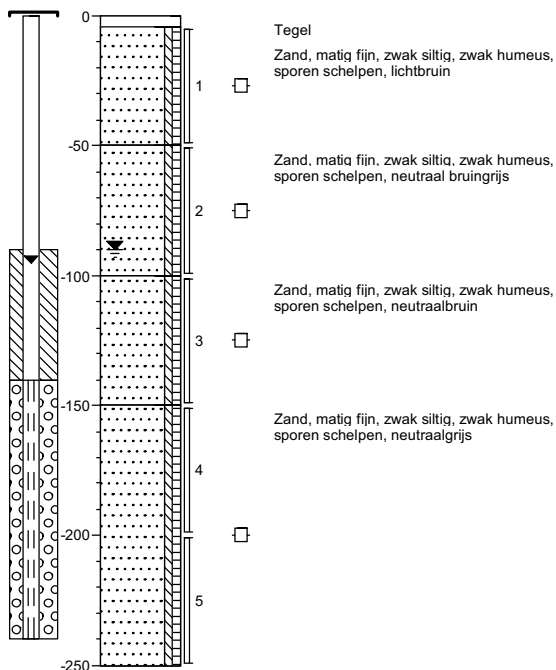 0
Tegel
Zand, matig fijn, zwak siltig, zwak humeus,
sporen schelpen, lichtbruin
1
-50
Zand, matig fijn, zwak siltig, zwak humeus,
sporen schelpen, neutraal bruingrijs
2
-100
Zand, matig fijn, zwak siltig, zwak humeus,
sporen schelpen, neutraalbruin
3
-150
Zand, matig fijn, zwak siltig, zwak humeus,
sporen schelpen, neutraalgrijs
4
-200
5
-250